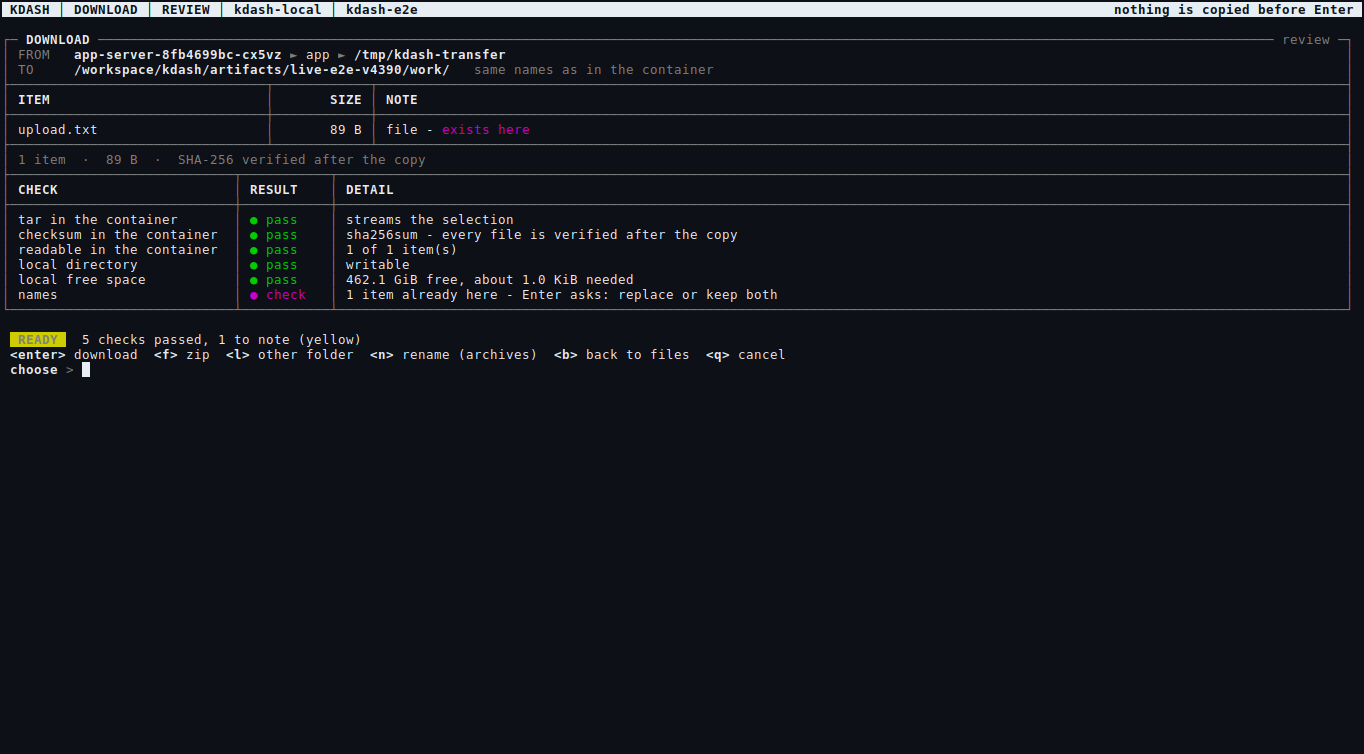 KDASH │ DOWNLOAD │ REVIEW │ kdash-local │ kdash-e2e nothing is copied before Enter
DOWNLOAD review
FROM app-server-8fb4699bc-cx5vz ► app ► /tmp/kdash-transfer
TO /workspace/kdash/artifacts/live-e2e-v4390/work/ same names as in the container
ITEM SIZE NOTE
upload.txt 89 B file - exists here
1 item · 89 B · SHA-256 verified after the copy
CHECK RESULT DETAIL
tar in the container ● pass streams the selection
checksum in the container ● pass sha256sum - every file is verified after the copy
readable in the container ● pass 1 of 1 item(s)
local directory ● pass writable
local free space ● pass 462.1 GiB free, about 1.0 KiB needed
names ● check 1 item already here - Enter asks: replace or keep both
READY 5 checks passed, 1 to note (yellow)
<enter> download <f> zip <l> other folder <n> rename (archives) <b> back to files <q> cancel
choose >